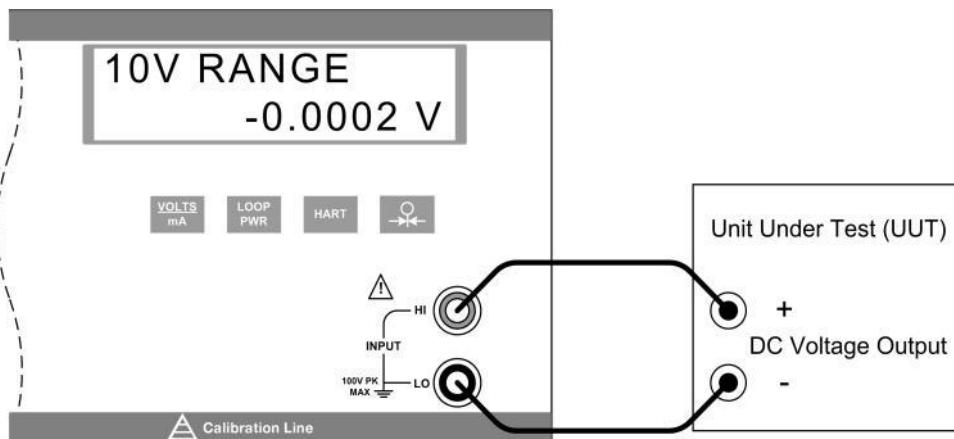 10V RANGE
-0.0002 V
VOLTS
mA
LOOP
PWR
HART
HI
INPUT
100V PK
MAX
LO
Calibration Line
Unit Under Test (UUT)
+
DC Voltage Output
-